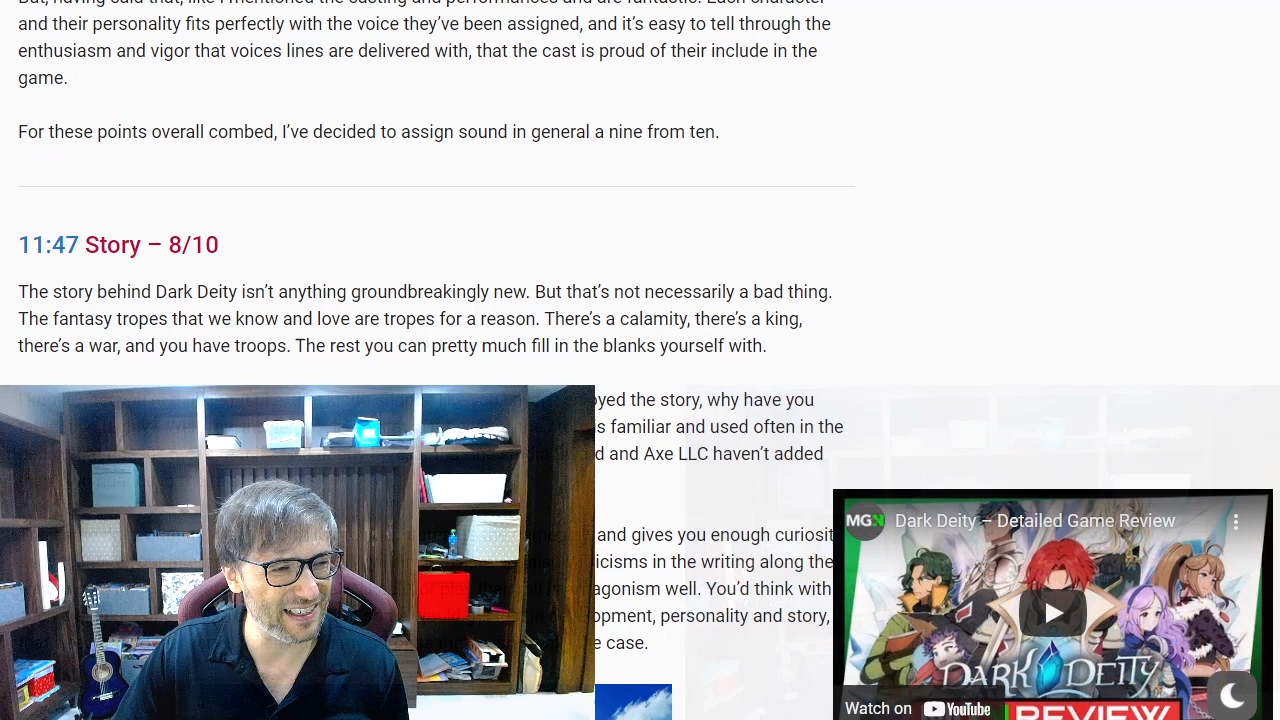 and their personality fits perfectly with the voice they've been assigned, and it's easy to tell through the
enthusiasm and vigor that voices lines are delivered with, that the cast is proud of their include in the
game.
For these points overall combed, I've decided to assign sound in general a nine from ten.
11:47 Story – 8/10
The story behind Dark Deity isn't anything groundbreakingly new. But that's not necessarily a bad thing.
The fantasy tropes that we know and love are tropes for a reason. There's a calamity, there's a king,
there's a war, and you have troops. The rest you can pretty much fill in the blanks yourself with.
the story, why have you
familiar and used often in the
and Axe LLC haven't added
and gives you enough
in the writing along the
well. You'd think with
personality and story,
case.
MGN
Dark Deity – Detailed Game Review
DARK DEITY
Watch on YouTube
REVIEW